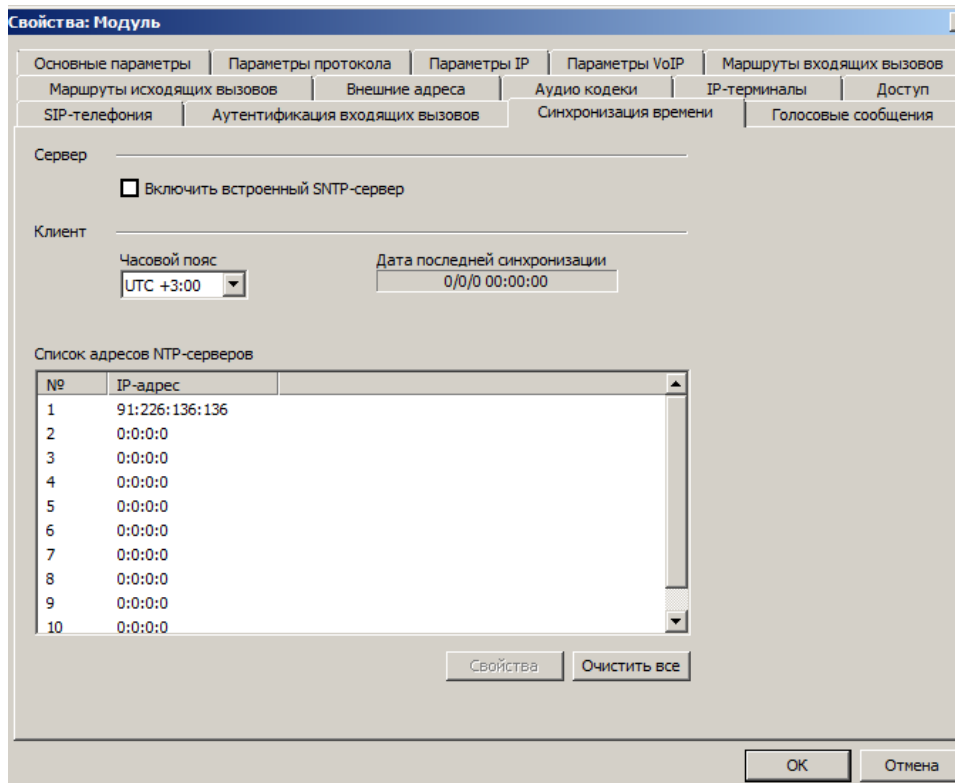 Свойства: Модуль
Основные параметры Параметры протокола Параметры IP Параметры VoIP Маршруты входящих вызовов
Маршруты исходящих вызовов Внешние адреса Аудио кодеки IP-терминалы Доступ
SIP-телефония Аутентификация входящих вызовов Синхронизация времени Голосовые сообщения
Сервер
Включить встроенный SNTP-сервер
Клиент
Часовой пояс Дата последней синхронизации
UTC +3:00 0/0/0 00:00:00
Список адресов NTP-серверов
№ IP-адрес
1 91:226:136:136
2 0:0:0:0
3 0:0:0:0
4 0:0:0:0
5 0:0:0:0
6 0:0:0:0
7 0:0:0:0
8 0:0:0:0
9 0:0:0:0
10 0:0:0:0
Свойства Очистить все
OK Отмена